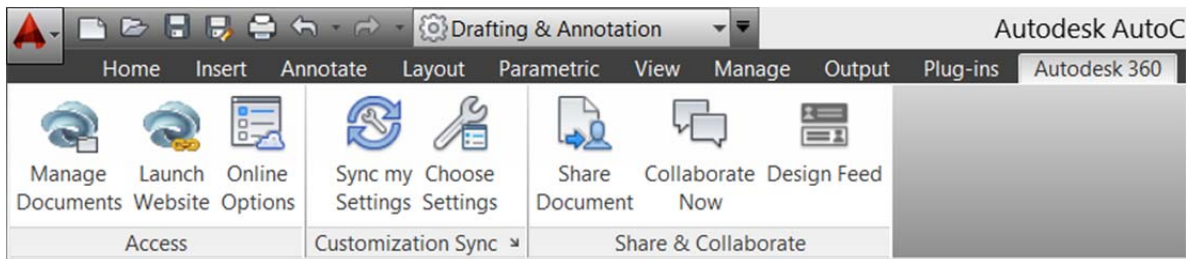 Drafting & Annotation Autodesk AutoC
Home Insert Annotate Layout Parametric View Manage Output Plug-ins Autodesk 360
Manage Launch Online Sync my Choose Share Collaborate Design Feed
Documents Website Options Settings Settings Document Now
Access Customization Sync Share & Collaborate